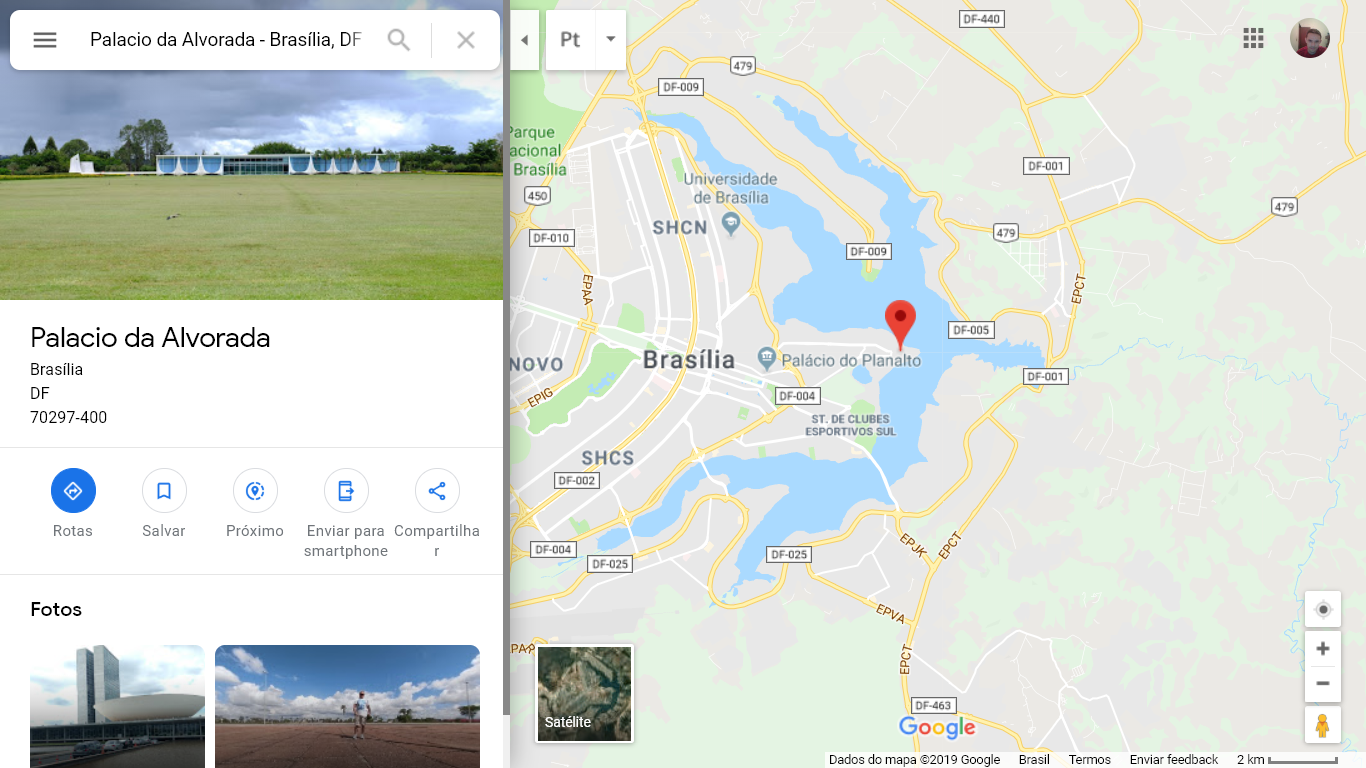 Palacio da Alvorada - Brasília, DF
Pt
Palacio da Alvorada
Brasília
DF
70297-400
Rotas
Salvar
Próximo
Enviar para
smartphone
Compartilha
r
Fotos
DF-440
479
DF-009
Parque
acional
Brasília
450
Universidade
de Brasília
DF-001
479
SHCN
479
DF-010
DF-009
EPAA
EPCT
DF-005
NOVO
Brasília
Palácio do Planalto
DF-001
EPIG
DF-004
ST. DE CLUBES
ESPORTIVOS SUL
SHCS
DF-002
DF-004
DF-025
DF-025
EPJK
EPCT
EPVA
EPAR
EPCT
DF-463
Satélite
Google
Dados do mapa ©2019 Google
Brasil
Termos
Enviar feedback
2 km